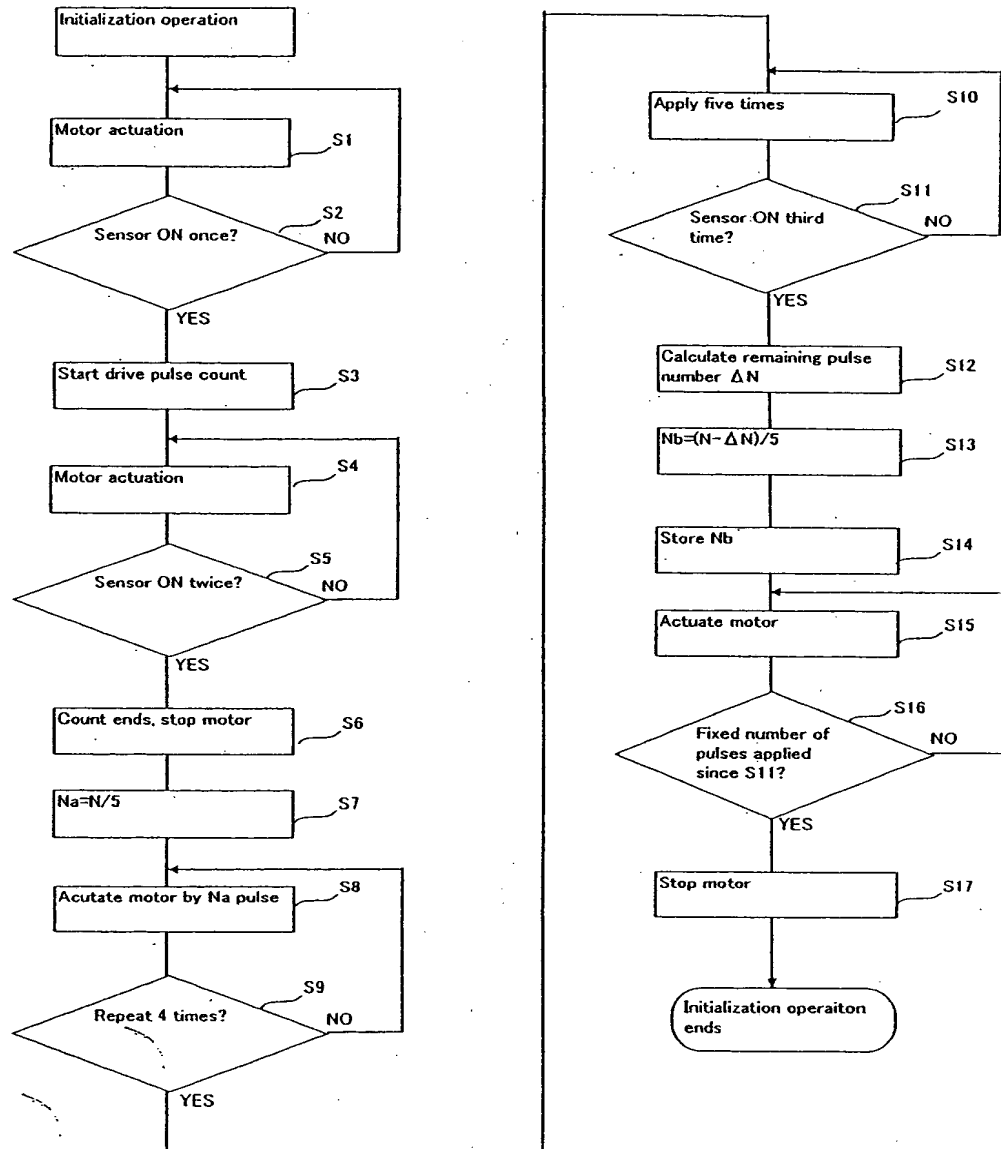 Initialization operation
Motor actuation
S1
Sensor ON once?
S2
NO
YES
Start drive pulse count
S3
Motor actuation
S4
Sensor ON twice?
S5
NO
YES
Count ends, stop motor
S6
Na=N/5
S7
Acutate motor by Na pulse
S8
Repeat 4 times?
S9
NO
YES
Apply five times
S10
Sensor ON third
time?
S11
NO
YES
Calculate remaining pulse
number ΔN
S12
Nb=(N-ΔN)/5
S13
Store Nb
S14
Actuate motor
S15
Fixed number of
pulses applied
since S11?
S16
NO
YES
Stop motor
S17
Initialization operaiton
ends